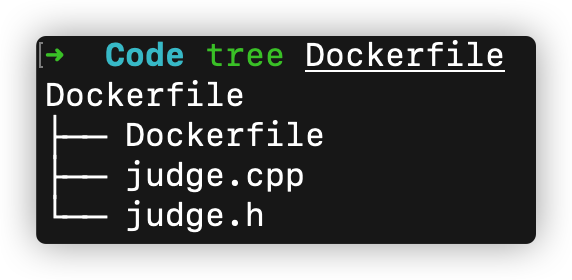 [➜  Code tree Dockerfile
Dockerfile
├── Dockerfile
├── judge.cpp
└── judge.h